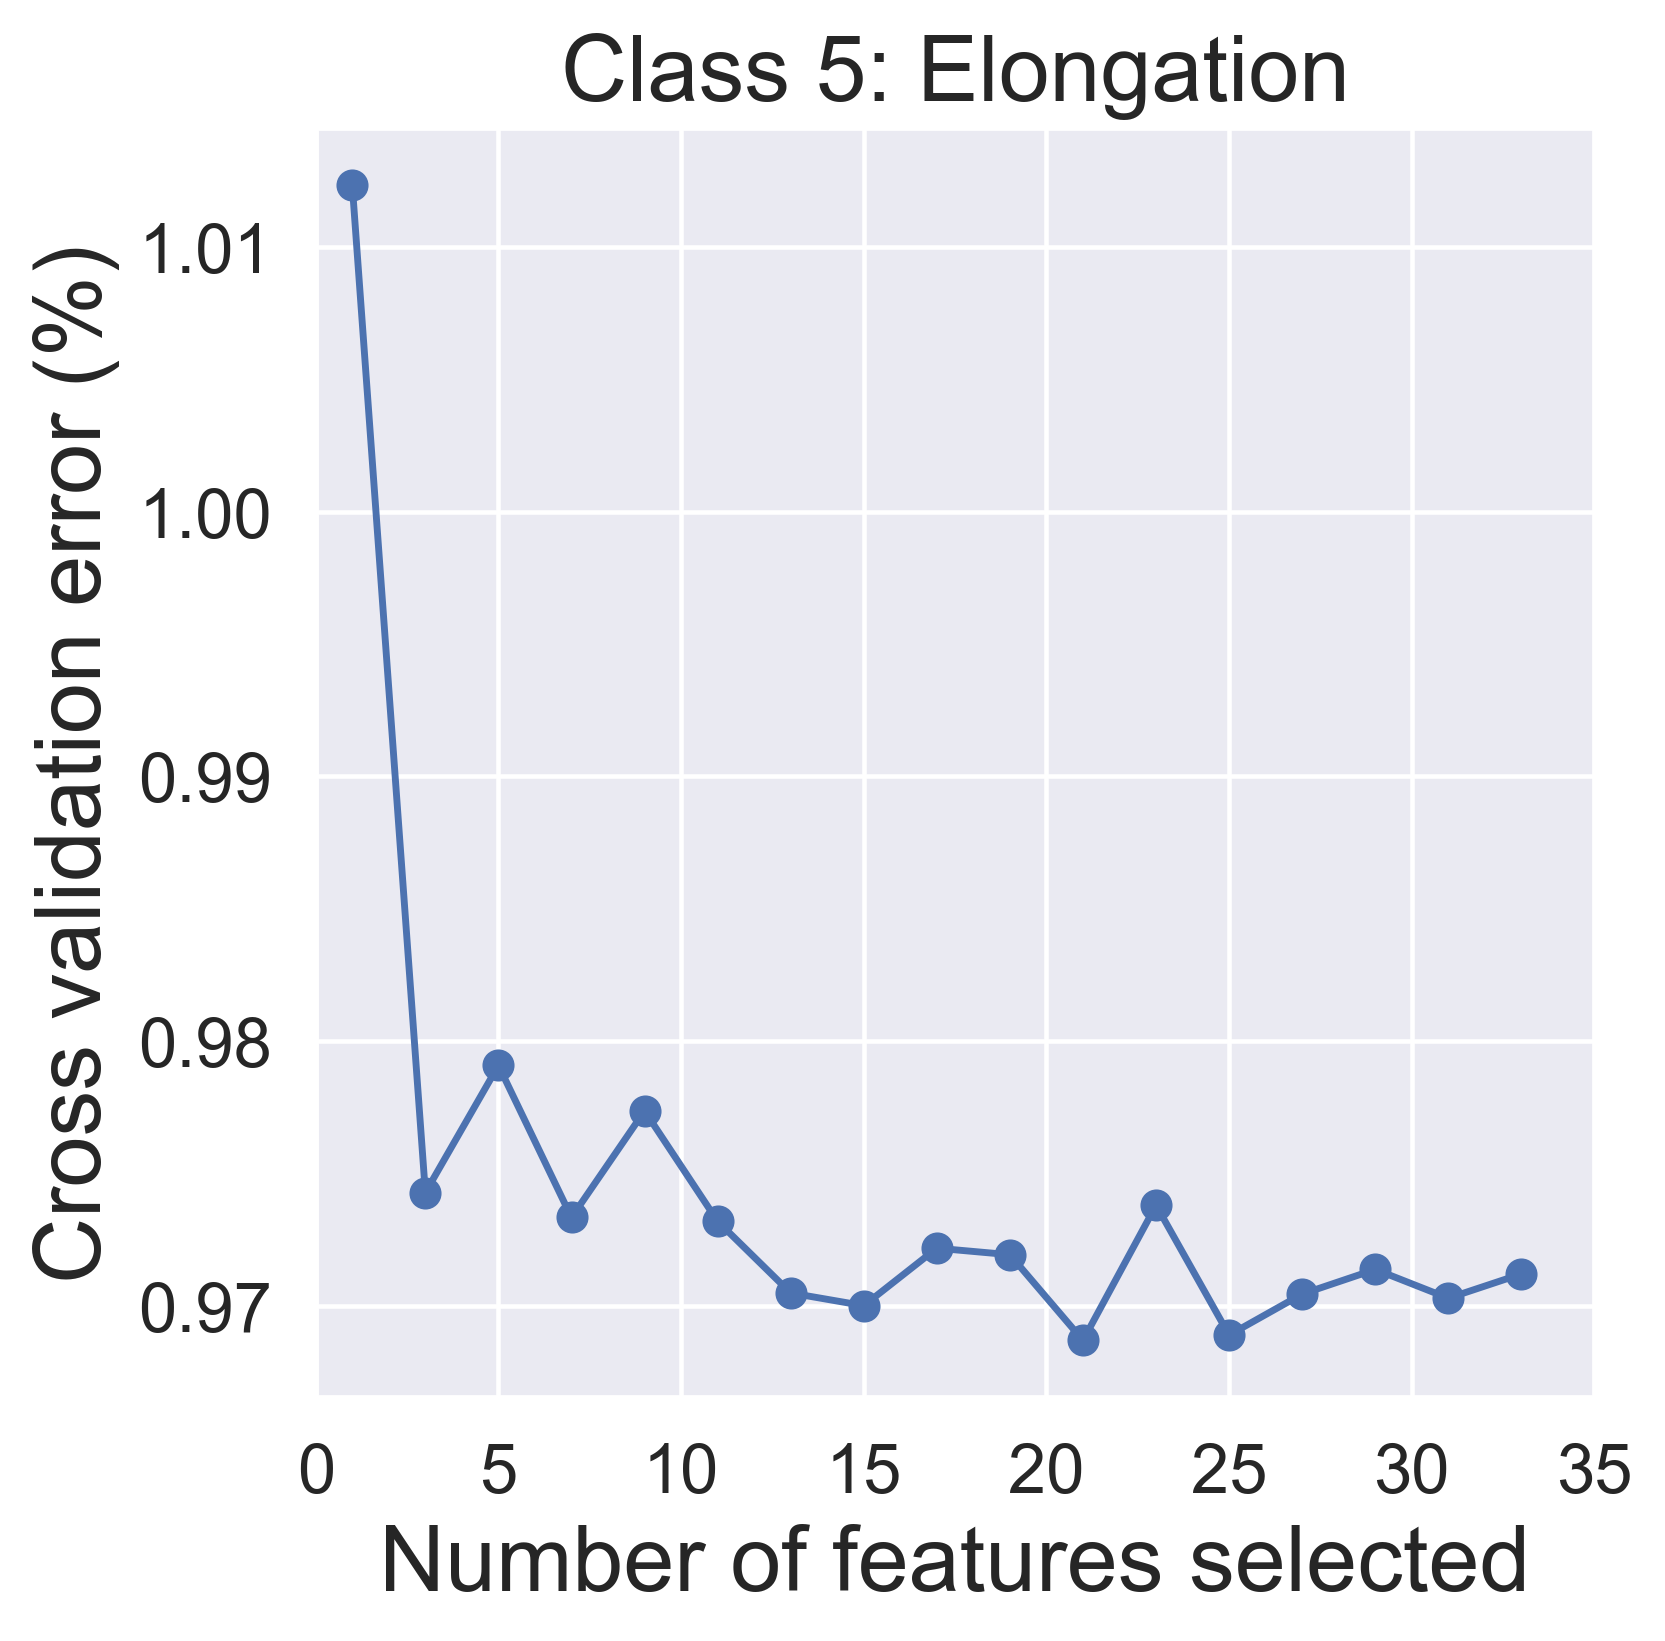 Class 5: Elongation
Cross validation error (%)
1.01
1.00
0.99
0.98
0.97
0 5 10 15 20 25 30 35
Number of features selected